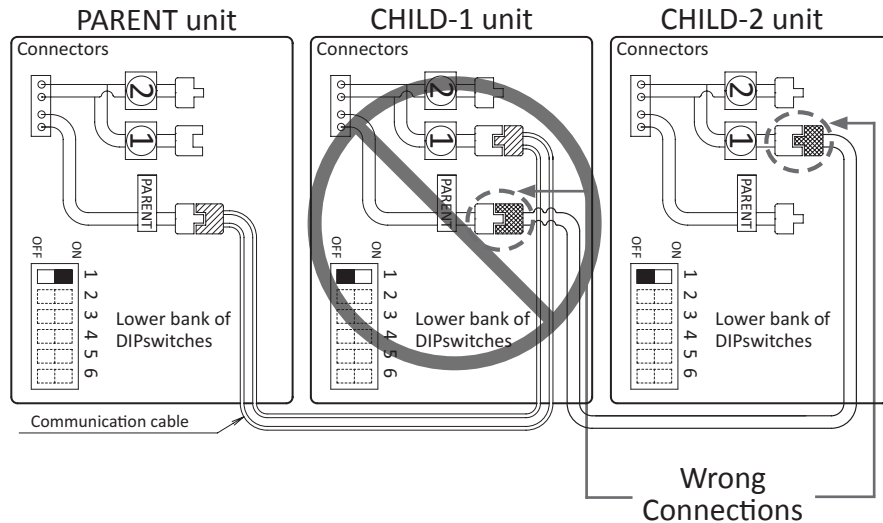 PARENT unit
Connectors
2
1
PARENT
OFF
ON
1
2
3
4
5
6
Lower bank of
DIPswitches
Communication cable
CHILD-1 unit
Connectors
2
1
PARENT
OFF
ON
1
2
3
4
5
6
Lower bank of
DIPswitches
CHILD-2 unit
Connectors
2
1
PARENT
OFF
ON
1
2
3
4
5
6
Lower bank of
DIPswitches
Wrong
Connections